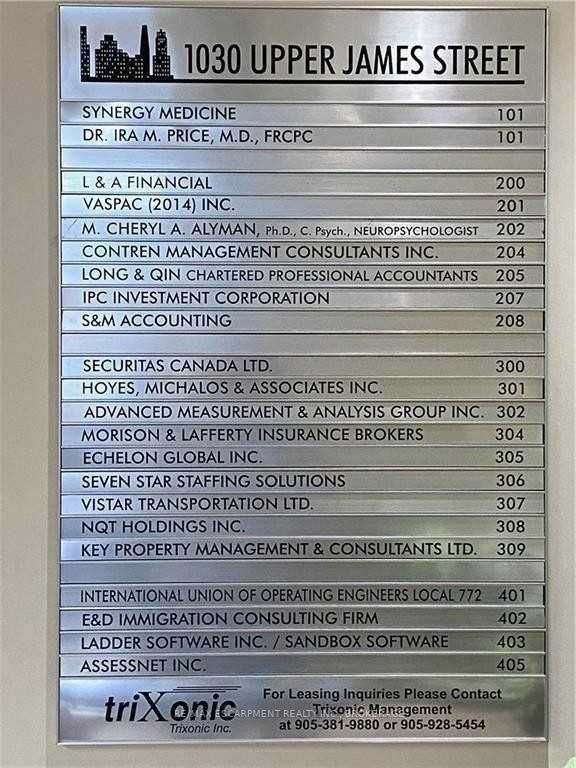 1030 UPPER JAMES STREET
SYNERGY MEDICINE 101
DR. IRA M. PRICE, M.D., FRCPC 101
L & A FINANCIAL 200
VASPAC (2014) INC. 201
M. CHERYL A. ALYMAN, Ph.D., C. Psych., NEUROPSYCHOLOGIST 202
CONTREN MANAGEMENT CONSULTANTS INC. 204
LONG & QIN CHARTERED PROFESSIONAL ACCOUNTANTS 205
IPC INVESTMENT CORPORATION 207
S&M ACCOUNTING 208
SECURITAS CANADA LTD. 300
HOYES, MICHALOS & ASSOCIATES INC. 301
ADVANCED MEASUREMENT & ANALYSIS GROUP INC. 302
MORISON & LAFFERTY INSURANCE BROKERS 304
ECHELON GLOBAL INC. 305
SEVEN STAR STAFFING SOLUTIONS 306
VISTAR TRANSPORTATION LTD. 307
NQT HOLDINGS INC. 308
KEY PROPERTY MANAGEMENT & CONSULTANTS LTD. 309
INTERNATIONAL UNION OF OPERATING ENGINEERS LOCAL 772 401
E&D IMMIGRATION CONSULTING FIRM 402
LADDER SOFTWARE INC. / SANDBOX SOFTWARE 403
ASSESSNET INC. 405
triXonic
Trixonic Inc.
For Leasing Inquiries Please Contact
Trixonic Management
at 905-381-9880 or 905-928-5454
RE/MAX ESCARPMENT REALTY INC., BROKERAGE